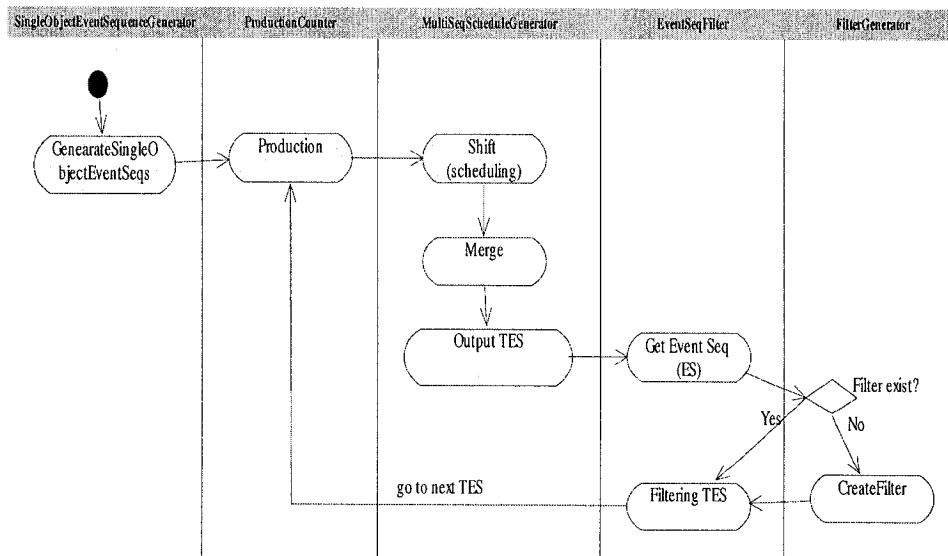 SingleObjectEventSequenceGenerator
ProductionCounter
MultiSeqScheduleGenerator
EventSeqFilter
FilterGenerator
GenearateSingleO
bjectEventSeqs
Production
Shift
(scheduling)
Merge
Output TES
Get Event Seq
(ES)
Filter exist?
Yes
No
go to next TES
Filtering TES
CreateFilter